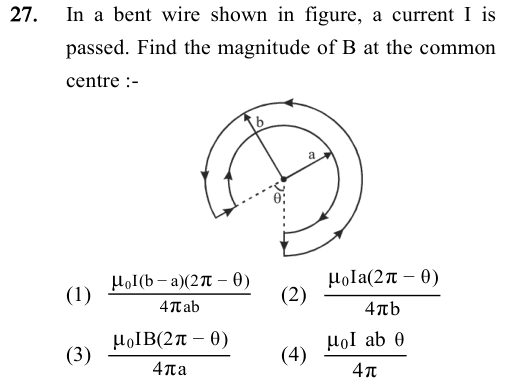 27. In a bent wire shown in figure, a current I is
passed. Find the magnitude of B at the common
centre :-
b
a
θ
(1) μ₀I(b – a)(2π – θ) / 4πab (2) μ₀Ia(2π – θ) / 4πb
(3) μ₀IB(2π – θ) / 4πa (4) μ₀I ab θ / 4π